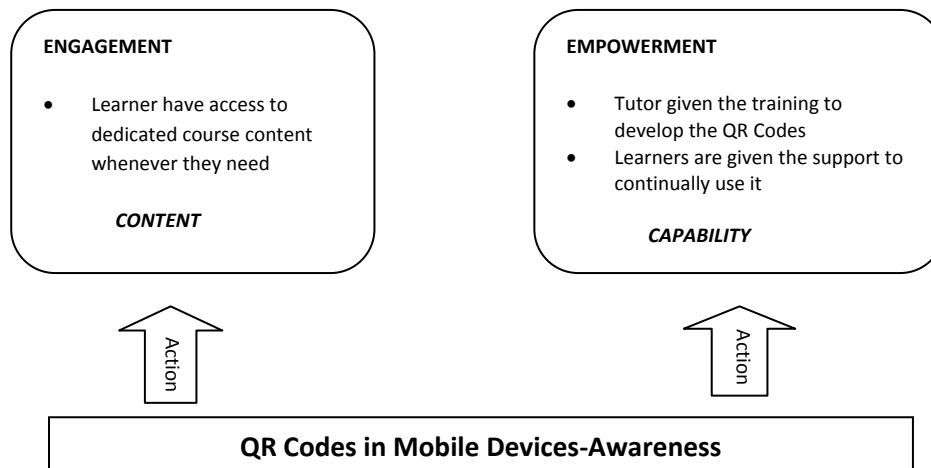 ENGAGEMENT
• Learner have access to
dedicated course content
whenever they need
CONTENT
EMPOWERMENT
• Tutor given the training to
develop the QR Codes
• Learners are given the support to
continually use it
CAPABILITY
Action
Action
QR Codes in Mobile Devices-Awareness